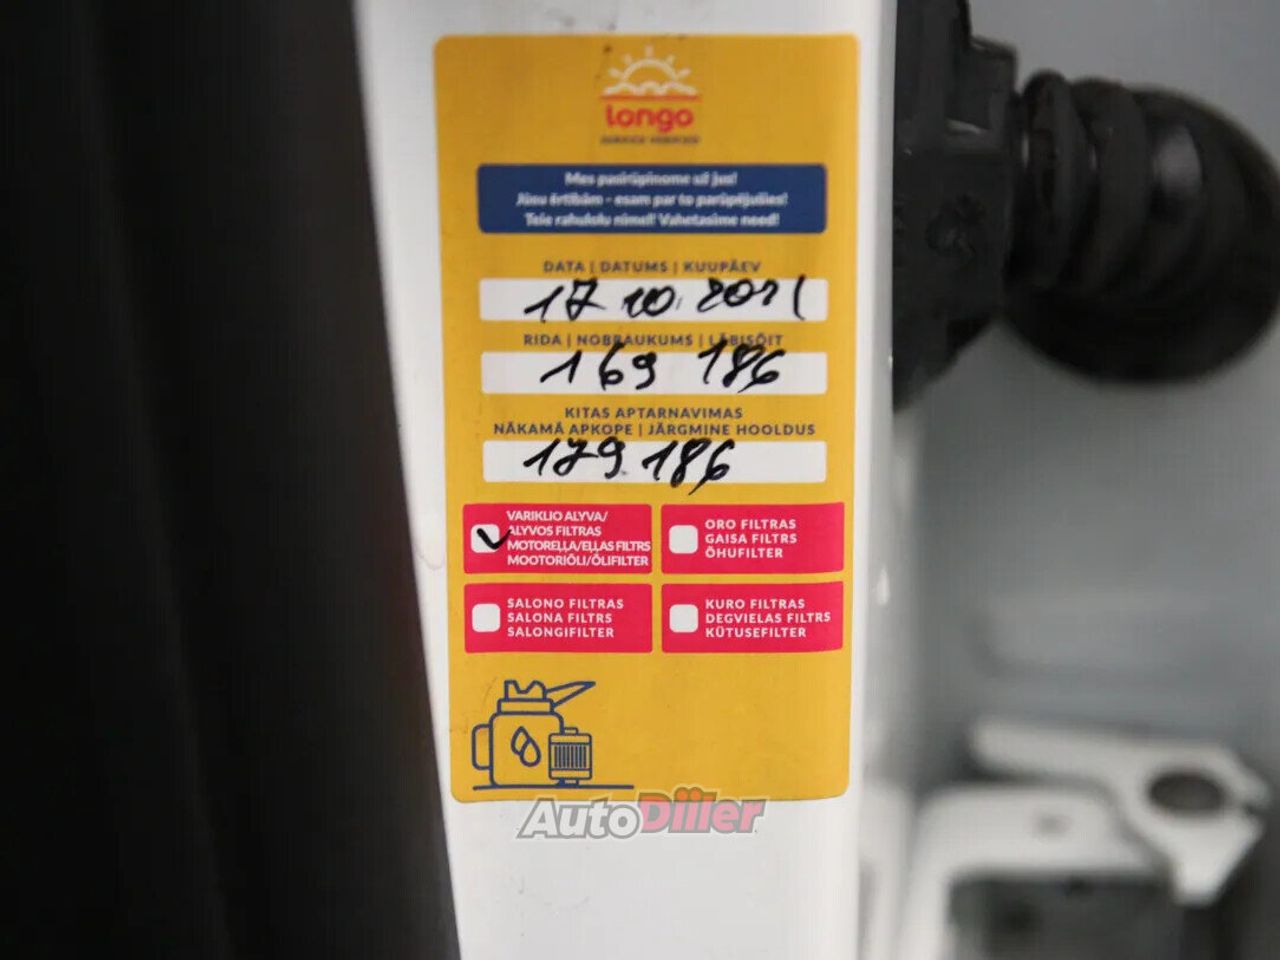 longo
Mes pasirūpinome už jus!
Jūsu ērtībām - esam par to parūpējušies!
Teie rahuloIu nimel! Vahetasime need!
DATA | DATUMS | KUUPÄEV
17 10. 2021
RIDA | NOBRAUKUMS | LÄBISÕIT
169 186
KITAS APTARNAVIMAS
NĀKAMĀ APKOPE | JÄRGMINE HOOLDUS
179 186
VARIKLIO ALYVA/
ALYVOS FILTRAS
MOTOREĻĻA/EĻĻAS FILTRS
MOOTORIÕLI/ÕLIFILTER
ORO FILTRAS
GAISA FILTRS
ÕHUFILTER
SALONO FILTRAS
SALONA FILTRS
SALONGIFILTER
KURO FILTRAS
DEGVIELAS FILTRS
KÜTUSEFILTER
AutoDiiler